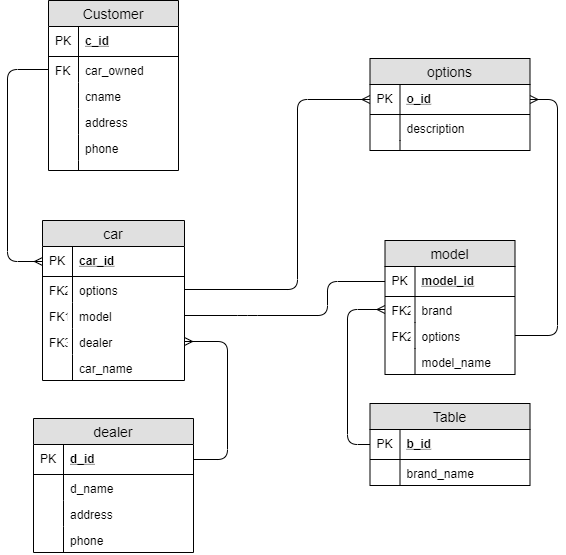 Customer
PK c_id
FK car_owned
cname
address
phone
options
PK o_id
description
car
PK car_id
FK2 options
FK1 model
FK3 dealer
car_name
model
PK model_id
FK2 brand
FK2 options
model_name
dealer
PK d_id
d_name
address
phone
Table
PK b_id
brand_name